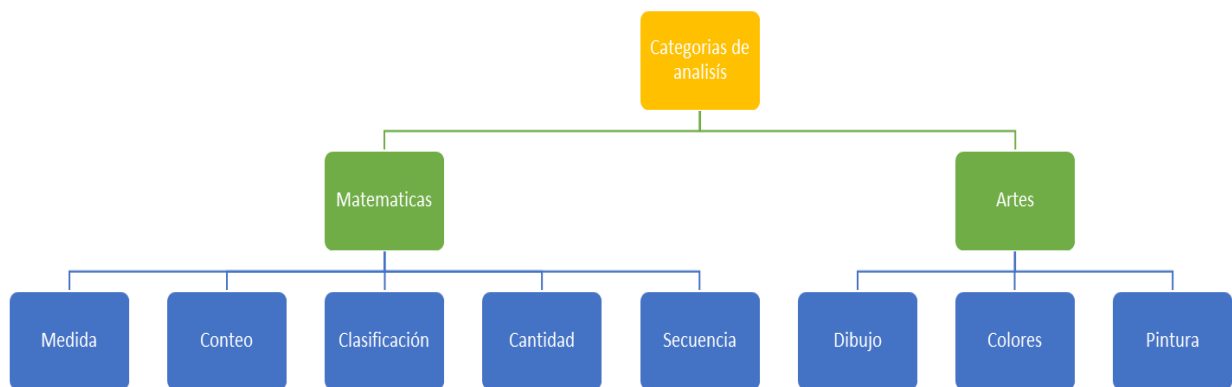 Categorias de
analisís
Matematicas
Artes
Medida
Conteo
Clasificación
Cantidad
Secuencia
Dibujo
Colores
Pintura